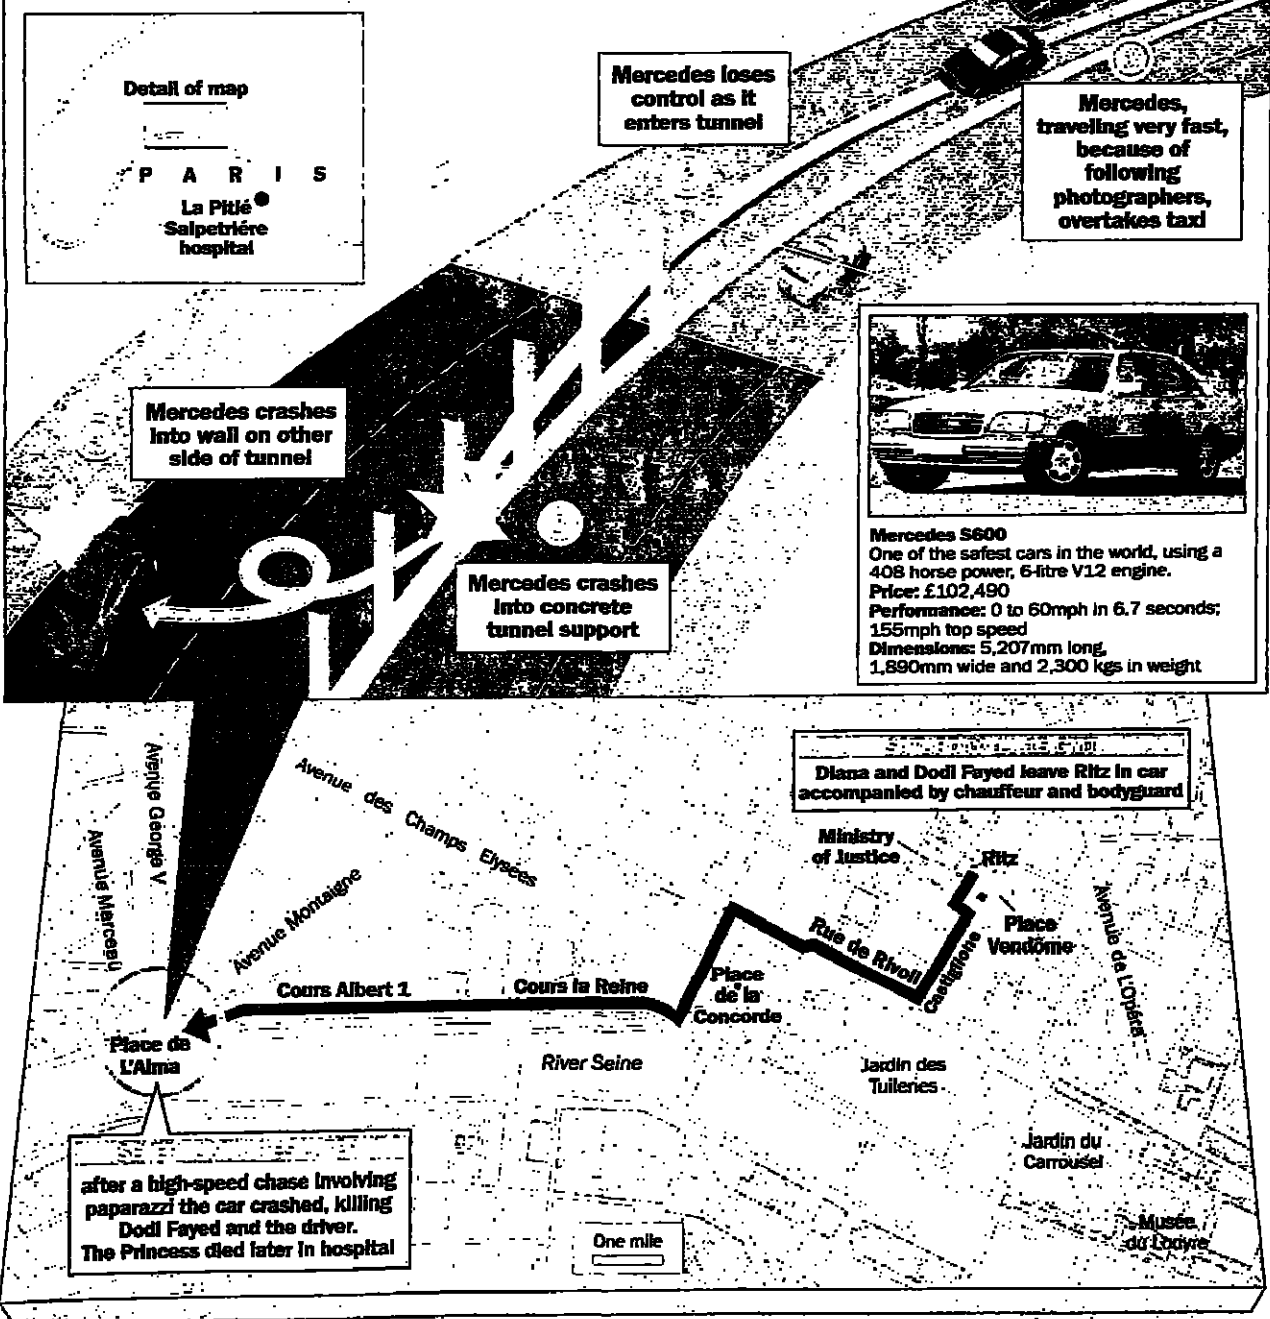 Detail of map
P A R I S
La Pitié
Salpetriére
hospital
Mercedes loses
control as it
enters tunnel
Mercedes,
traveling very fast,
because of
following
photographers,
overtakes taxi
Mercedes crashes
into wall on other
side of tunnel
Mercedes crashes
into concrete
tunnel support
Mercedes S600
One of the safest cars in the world, using a
408 horse power, 6-litre V12 engine.
Price: £102,490
Performance: 0 to 60mph in 6.7 seconds;
155mph top speed
Dimensions: 5,207mm long,
1,890mm wide and 2,300 kgs in weight
Diana and Dodi Fayed leave Ritz in car
accompanied by chauffeur and bodyguard
Avenue George V
Avenue Marceau
Avenue des Champs Elysées
Avenue Montaigne
Ministry
of Justice
Ritz
Place
Vendôme
Avenue de L'Opéra
Rue de Rivoli
Castiglione
Place
de la
Concorde
Cours Albert 1
Cours la Reine
Place de
L'Alma
River Seine
Jardin des
Tuileries
Jardin du
Carrousel
Musée
du Louvre
after a high-speed chase involving
paparazzi the car crashed, killing
Dodi Fayed and the driver.
The Princess died later in hospital
One mile